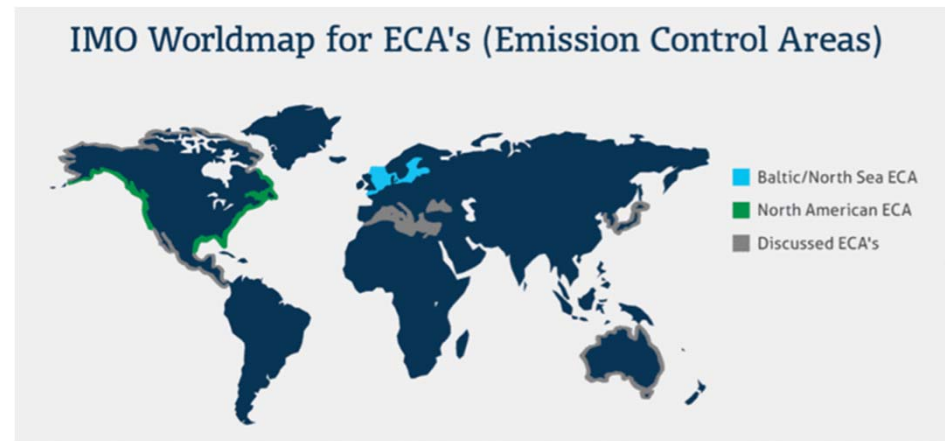 IMO Worldmap for ECA's (Emission Control Areas)
Baltic/North Sea ECA
North American ECA
Discussed ECA's